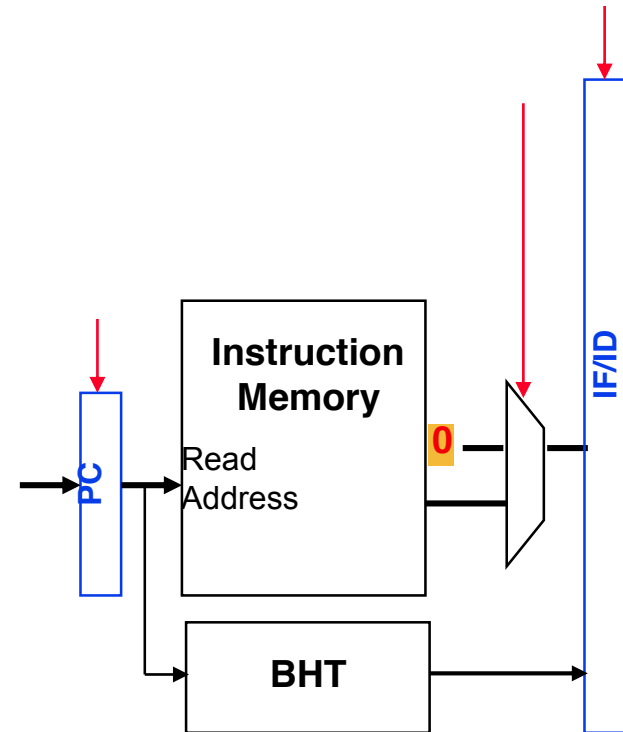 Instruction
Memory
IF/ID
0
Read
Address
PC
BHT